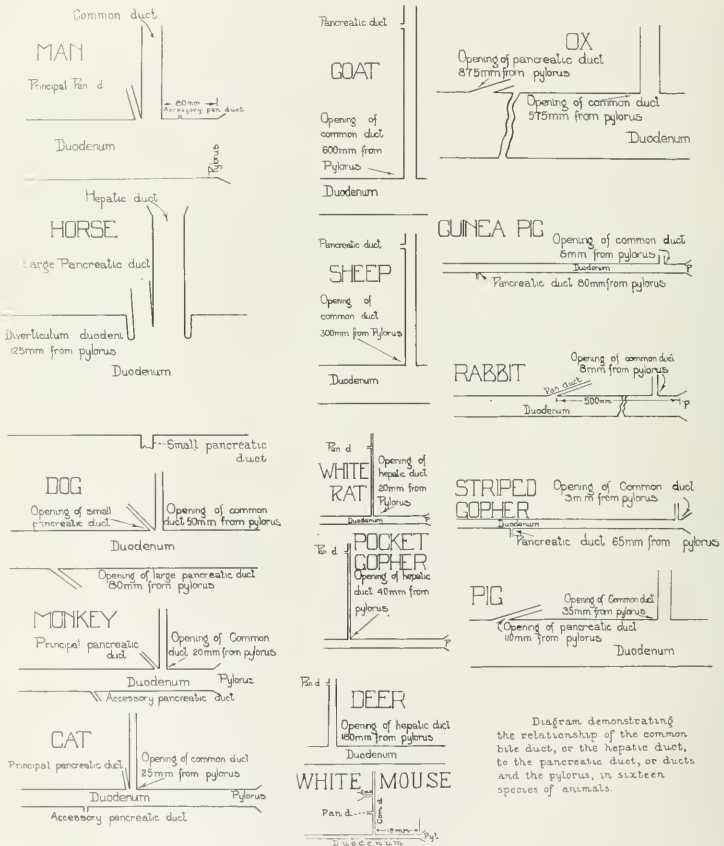 Common duct
MAN
Principal Pan d
80mm
Accessory pan duct
Duodenum
Pylorus
Hepatic duct
HORSE
arge Pancreatic duct
Diverticulum duodeni
125mm from pylorus
Duodenum
Small pancreatic
duct
DOG
Opening of small
pancreatic duct
Opening of common
duct 50mm from pylorus
Duodenum
Opening of large pancreatic duct
80mm from pylorus
MONKEY
Principal pancreatic
duct
Opening of Common
duct 20mm from pylorus
Duodenum
Pylorus
Accessory pancreatic duct
CAT
Principal pancreatic duct
Opening of common duct
25mm from pylorus
Duodenum
Pylorus
Accessory pancreatic duct
Pancreatic duct
GOAT
Opening of
common duct
600mm from
Pylorus
Duodenum
Pancreatic duct
SHEEP
Opening of
common duct
300mm from Pylorus
Duodenum
Pan d
WHITE
RAT
Opening of
hepatic duct
20mm from
Pylorus
Duodenum
P
POCKET
GOPHER
Pan d
Opening of hepatic
duct 40mm from
pylorus
P
Pan d
DEER
Opening of hepatic duct
180mm from pylorus
Duodenum
WHITE MOUSE
Pan d
Com d
Pyl.
Duodenum
OX
Opening of pancreatic duct
875mm from pylorus
Opening of common duct
575mm from pylorus
Duodenum
GUINEA PIG
Opening of common duct
8mm from pylorus
Duodenum
P
Pancreatic duct 80mm from pylorus
RABBIT
Opening of common duct
8mm from pylorus
Pan duct
500mm
P
Duodenum
STRIPED
GOPHER
Opening of Common duct
3mm from pylorus
Duodenum
Pancreatic duct 65mm from pylorus
PIG
Opening of Common duct
35mm from pylorus
Opening of pancreatic duct
110mm from pylorus
Duodenum
Diagram demonstrating
the relationship of the common
bile duct, or the hepatic duct,
to the pancreatic duct, or ducts
and the pylorus, in sixteen
species of animals.